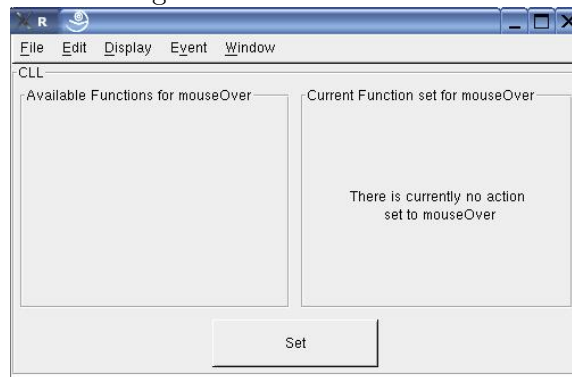 R
File Edit Display Event Window
CLL
Available Functions for mouseOver
Current Function set for mouseOver
There is currently no action
set to mouseOver
Set